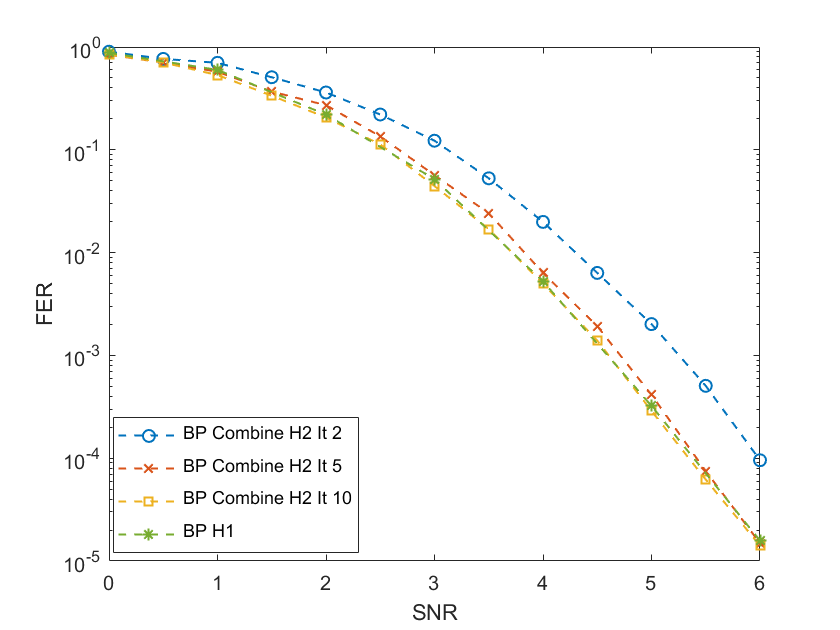 10^0
10^-1
10^-2
10^-3
10^-4
10^-5
FER
BP Combine H2 It 2
BP Combine H2 It 5
BP Combine H2 It 10
BP H1
0 1 2 3 4 5 6
SNR